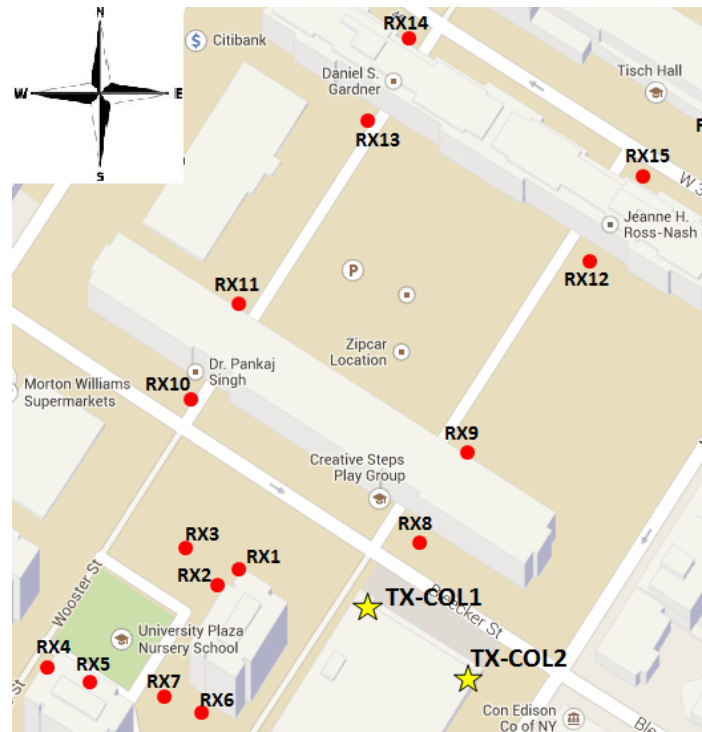 N
W
E
S
RX14
$ Citibank
Daniel S.
Gardner
Tisch Hall
RX13
RX15
W 3
Jeanne H.
Ross-Nash
RX12
RX11
P
Zipcar
Location
Dr. Pankaj
Singh
RX10
Morton Williams
Supermarkets
RX9
Creative Steps
Play Group
RX8
RX3
RX1
RX2
TX-COL1
Bleecker St
Wooster St
University Plaza
Nursery School
TX-COL2
RX4
RX5
RX7
RX6
St
Con Edison
Co of NY
Ble